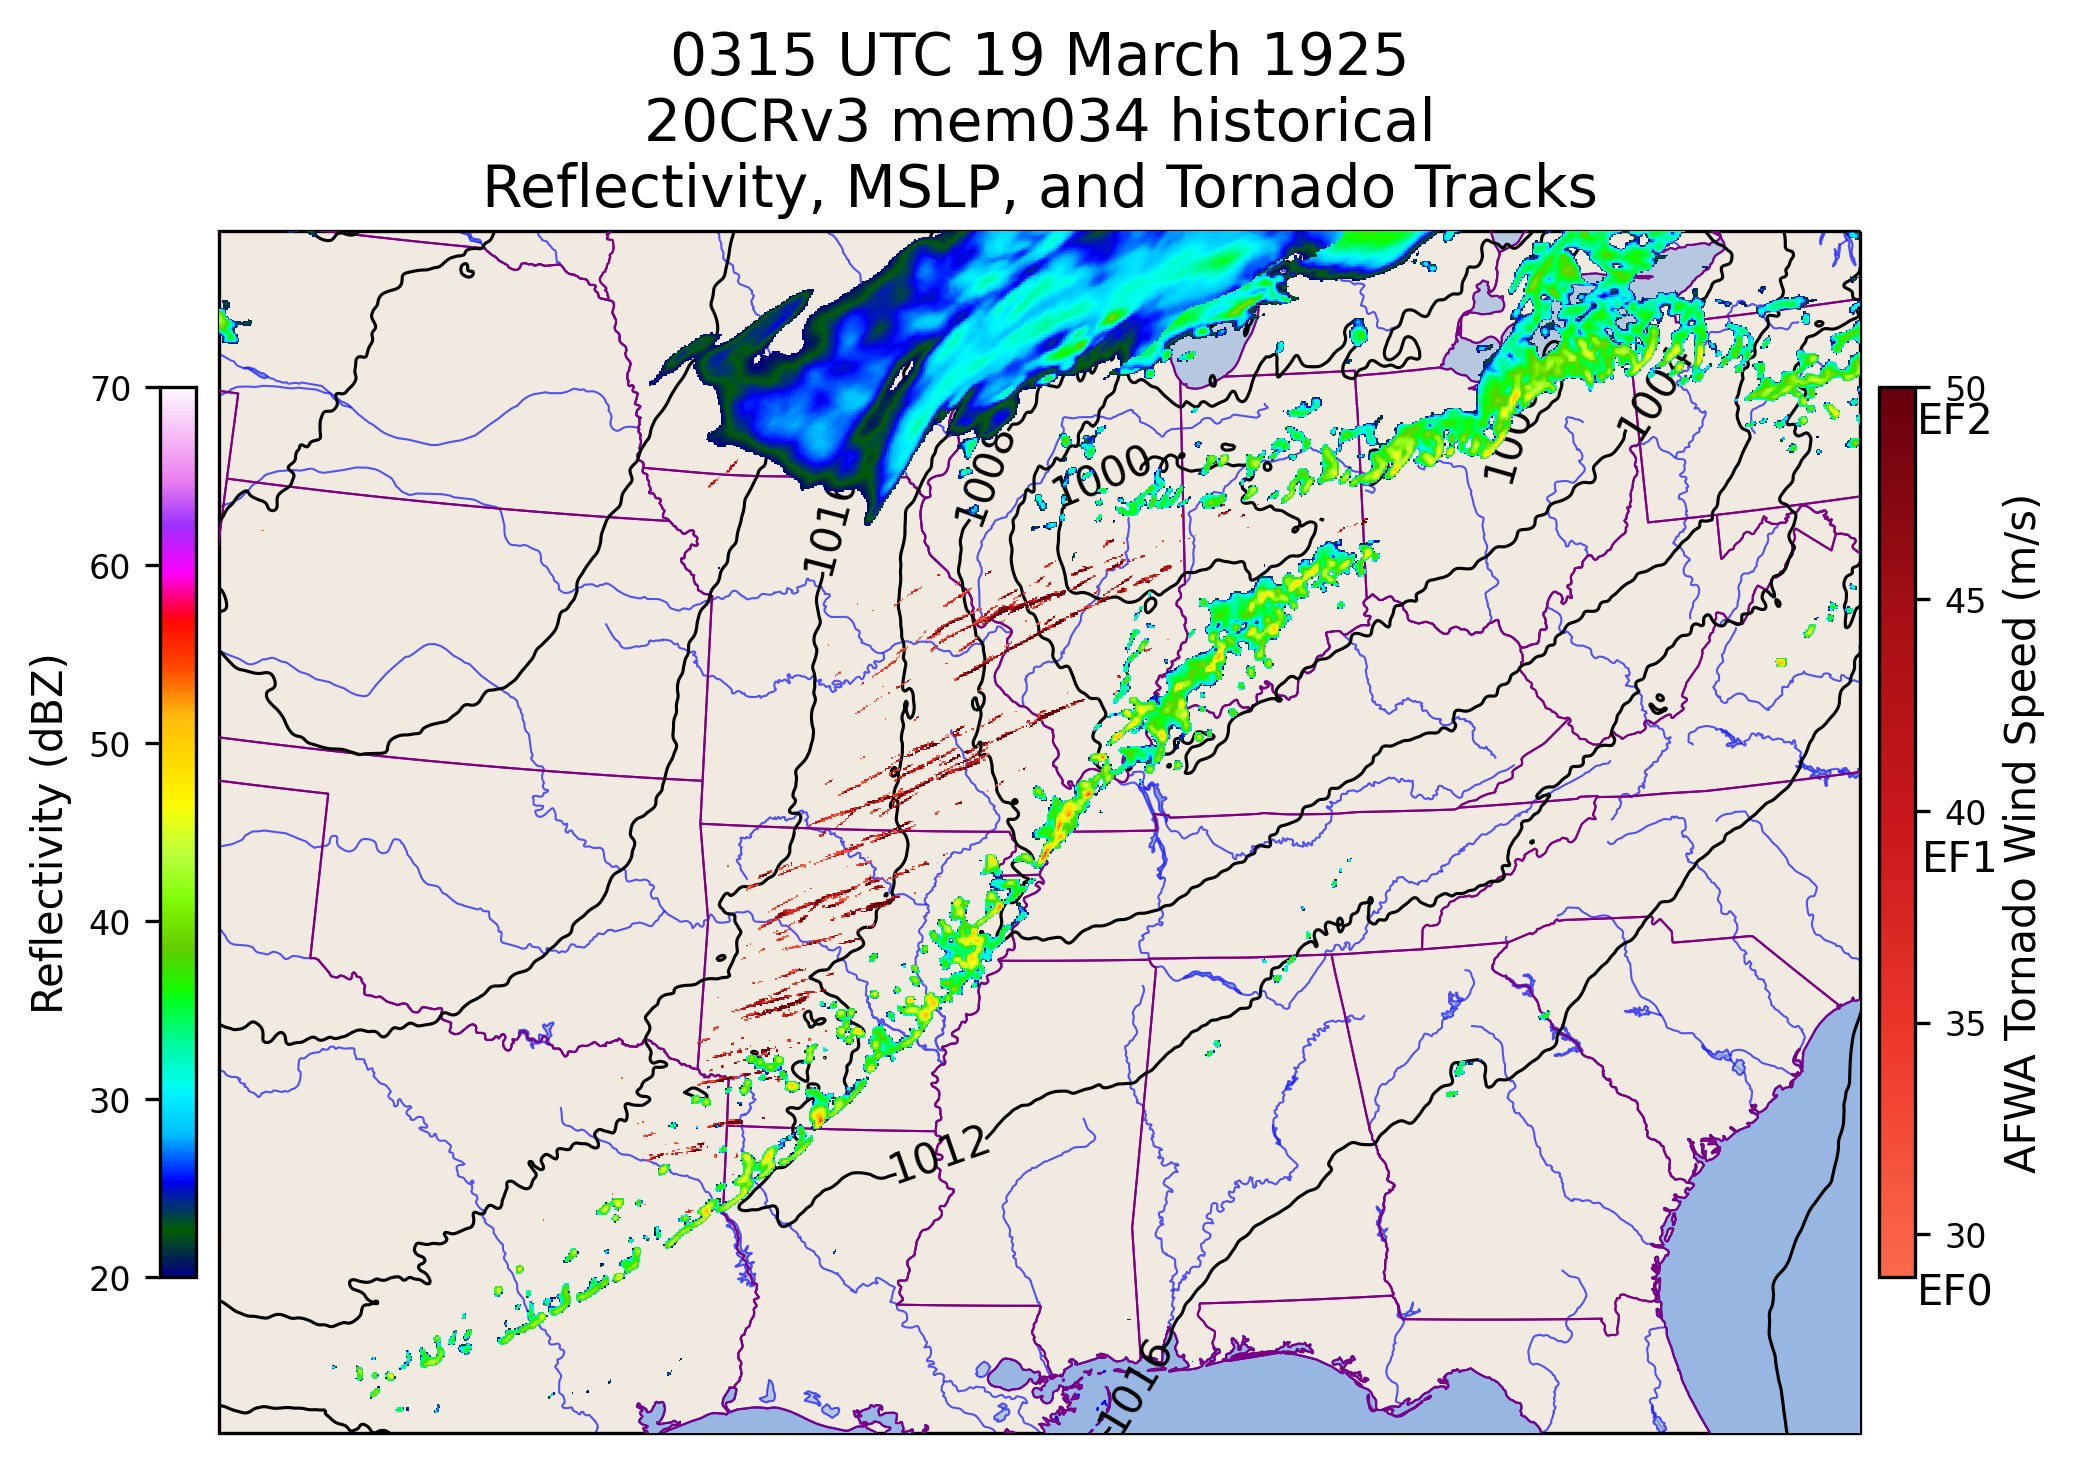 0315 UTC 19 March 1925
20CRv3 mem034 historical
Reflectivity, MSLP, and Tornado Tracks
70
60
50
40
30
20
Reflectivity (dBZ)
1016
1008
1000
1004
1012
1016
50
EF2
45
40
EF1
35
30
EF0
AFWA Tornado Wind Speed (m/s)